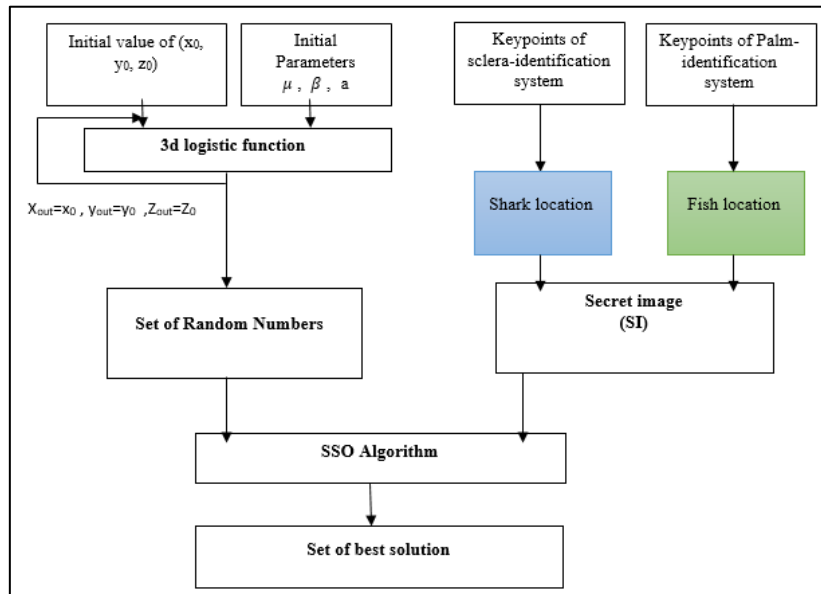 Initial value of (x0,
y0, z0)
Initial
Parameters
μ , β , a
Keypoints of
sclera-identification
system
Keypoints of Palm-
identification
system
3d logistic function
Xout=x0 , yout=y0 ,Zout=Z0
Shark location
Fish location
Set of Random Numbers
Secret image
(SI)
SSO Algorithm
Set of best solution